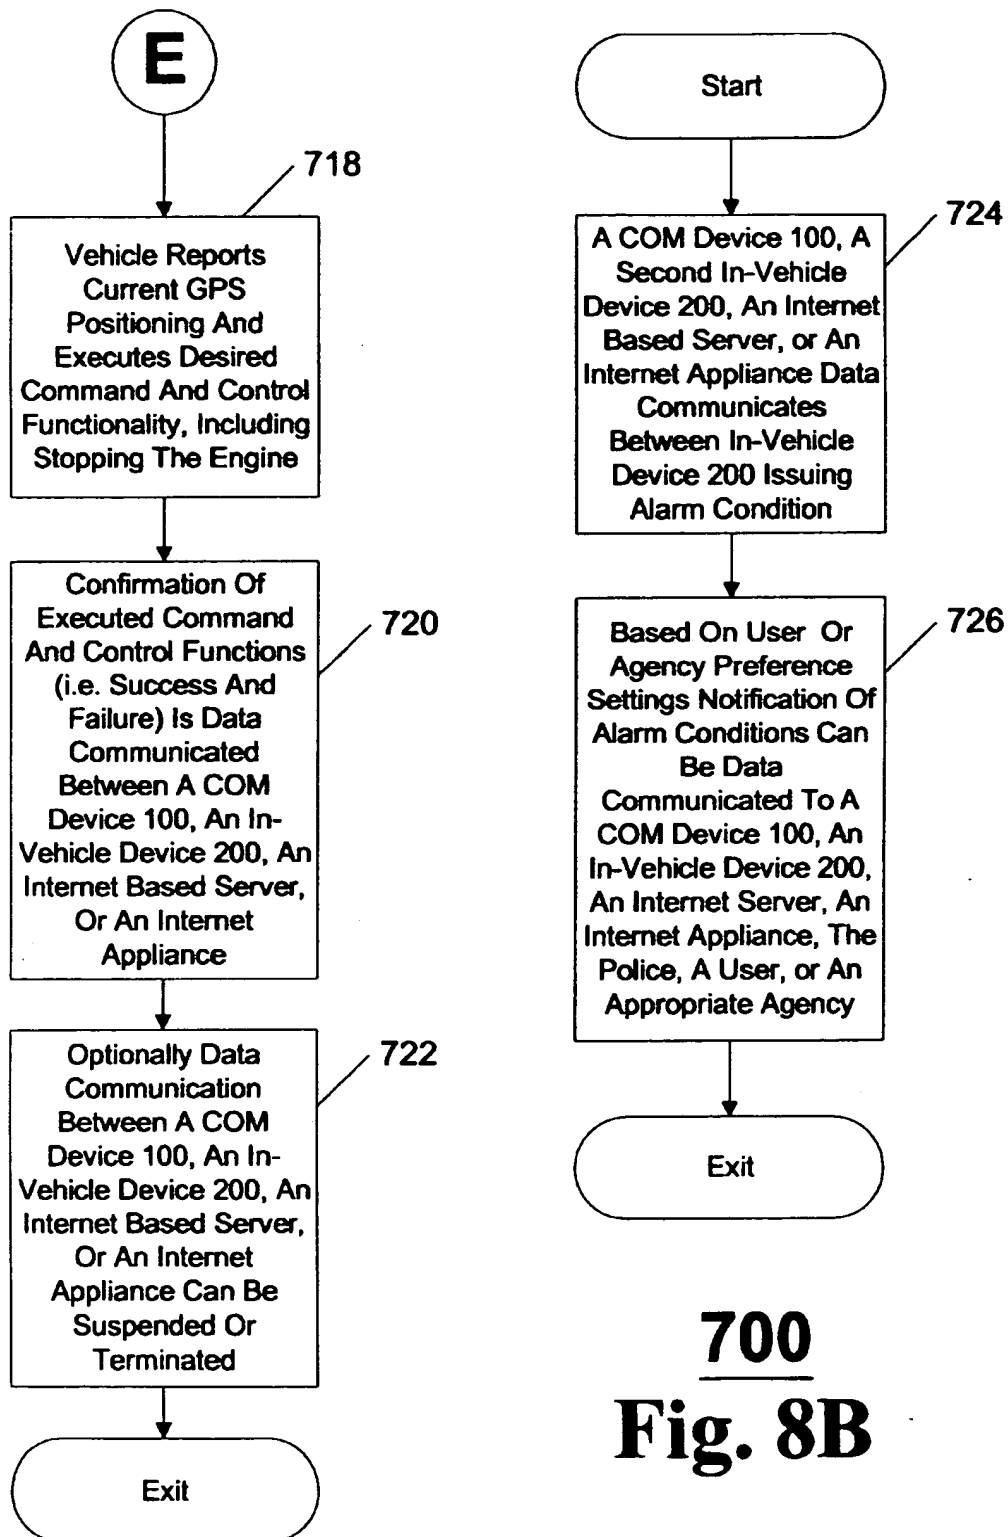 E
718
Vehicle Reports
Current GPS
Positioning And
Executes Desired
Command And Control
Functionality, Including
Stopping The Engine
720
Confirmation Of
Executed Command
And Control Functions
(i.e. Success And
Failure) Is Data
Communicated
Between A COM
Device 100, An In-
Vehicle Device 200, An
Internet Based Server,
Or An Internet
Appliance
722
Optionally Data
Communication
Between A COM
Device 100, An In-
Vehicle Device 200, An
Internet Based Server,
Or An Internet
Appliance Can Be
Suspended Or
Terminated
Exit
Start
724
A COM Device 100, A
Second In-Vehicle
Device 200, An Internet
Based Server, or An
Internet Appliance Data
Communicates
Between In-Vehicle
Device 200 Issuing
Alarm Condition
726
Based On User Or
Agency Preference
Settings Notification Of
Alarm Conditions Can
Be Data
Communicated To A
COM Device 100, An
In-Vehicle Device 200,
An Internet Server, An
Internet Appliance, The
Police, A User, or An
Appropriate Agency
Exit
700
Fig. 8B